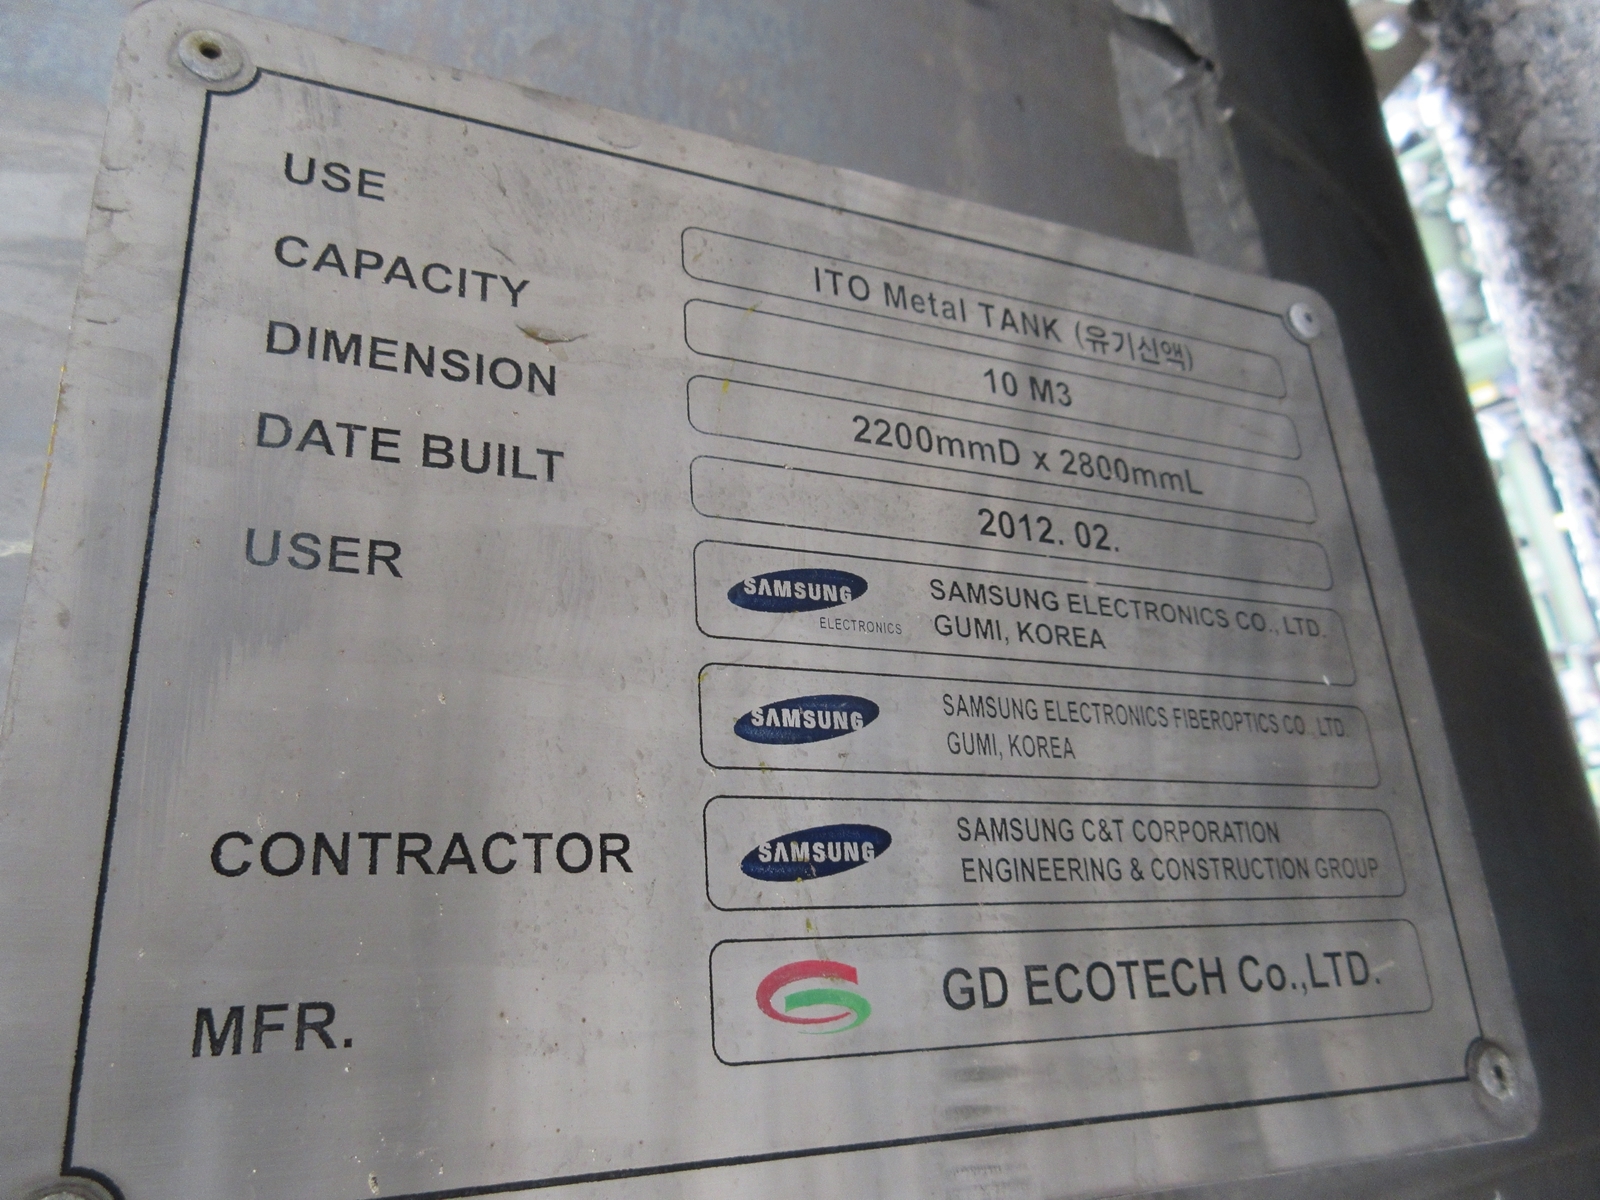 USE
ITO Metal TANK (유기신액)
CAPACITY
10 M3
DIMENSION
2200mmD x 2800mmL
DATE BUILT
2012. 02.
USER
SAMSUNG
ELECTRONICS
SAMSUNG ELECTRONICS CO., LTD.
GUMI, KOREA
SAMSUNG
SAMSUNG ELECTRONICS FIBEROPTICS CO., LTD.
GUMI, KOREA
CONTRACTOR
SAMSUNG
SAMSUNG C&T CORPORATION
ENGINEERING & CONSTRUCTION GROUP
MFR.
GD ECOTECH Co.,LTD.